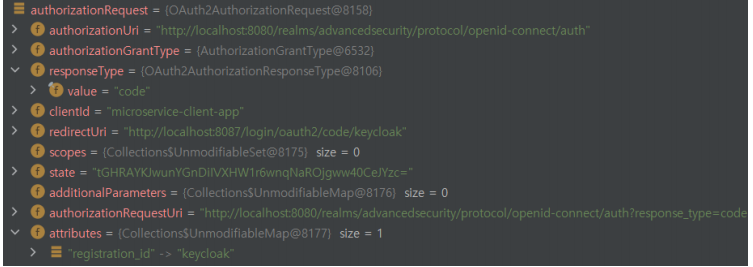 authorizationRequest = {OAuth2AuthorizationRequest@8158}
authorizationUri = "http://localhost:8080/realms/advancedsecurity/protocol/openid-connect/auth"
authorizationGrantType = {AuthorizationGrantType@6532}
responseType = {OAuth2AuthorizationResponseType@8106}
value = "code"
clientId = "microservice-client-app"
redirectUri = "http://localhost:8087/login/oauth2/code/keycloak"
scopes = {Collections$UnmodifiableSet@8175} size = 0
state = "tGHRAYKJwunYGnDiIVXHW1r6wnqNaROjgww40CeJYzc="
additionalParameters = {Collections$UnmodifiableMap@8176} size = 0
authorizationRequestUri = "http://localhost:8080/realms/advancedsecurity/protocol/openid-connect/auth?response_type=code
attributes = {Collections$UnmodifiableMap@8177} size = 1
"registration_id" -> "keycloak"